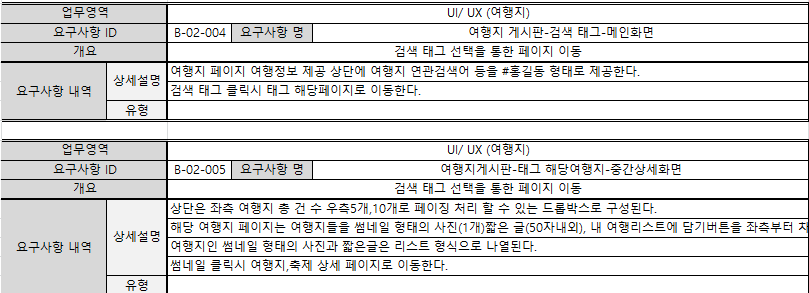 업무영역 UI/ UX (여행지)
요구사항 ID B-02-004 요구사항 명 여행지 게시판-검색 태그-메인화면
개요 검색 태그 선택을 통한 페이지 이동
요구사항 내역 상세설명 여행지 페이지 여행정보 제공 상단에 여행지 연관검색어 등을 #홍길동 형태로 제공한다.
검색 태그 클릭시 태그 해당페이지로 이동한다.
유형
업무영역 UI/ UX (여행지)
요구사항 ID B-02-005 요구사항 명 여행지게시판-태그 해당여행지-중간상세화면
개요 검색 태그 선택을 통한 페이지 이동
요구사항 내역 상세설명 상단은 좌측 여행지 총 건 수 우측5개,10개로 페이징 처리 할 수 있는 드롭박스로 구성된다.
해당 여행지 페이지는 여행지들을 썸네일 형태의 사진(1개)짧은 글(50자내외), 내 여행리스트에 담기버튼을 좌측부터
여행지인 썸네일 형태의 사진과 짧은글은 리스트 형식으로 나열된다.
썸네일 클릭시 여행지,축제 상세 페이지로 이동한다.
유형